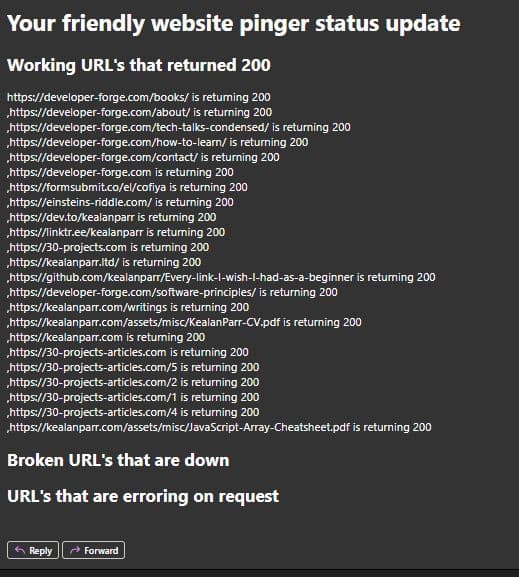 Your friendly website pinger status update
Working URL's that returned 200
https://developer-forge.com/books/ is returning 200
,https://developer-forge.com/about/ is returning 200
,https://developer-forge.com/tech-talks-condensed/ is returning 200
,https://developer-forge.com/how-to-learn/ is returning 200
,https://developer-forge.com/contact/ is returning 200
,https://developer-forge.com is returning 200
,https://formsubmit.co/el/cofiya is returning 200
,https://einsteins-riddle.com/ is returning 200
,https://dev.to/kealanparr is returning 200
,https://linktr.ee/kealanparr is returning 200
,https://30-projects.com is returning 200
,https://kealanparr.ltd/ is returning 200
,https://github.com/kealanparr/Every-link-I-wish-I-had-as-a-beginner is returning 200
,https://developer-forge.com/software-principles/ is returning 200
,https://kealanparr.com/writings is returning 200
,https://kealanparr.com/assets/misc/KealanParr-CV.pdf is returning 200
,https://kealanparr.com is returning 200
,https://30-projects-articles.com is returning 200
,https://30-projects-articles.com/5 is returning 200
,https://30-projects-articles.com/2 is returning 200
,https://30-projects-articles.com/1 is returning 200
,https://30-projects-articles.com/4 is returning 200
,https://kealanparr.com/assets/misc/JavaScript-Array-Cheatsheet.pdf is returning 200
Broken URL's that are down
URL's that are erroring on request
Reply Forward